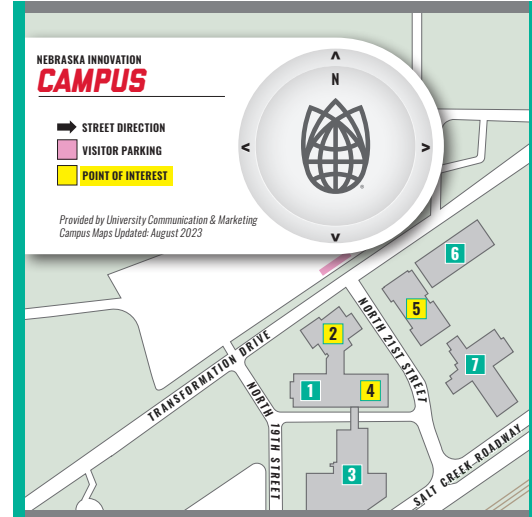 NEBRASKA INNOVATION
CAMPUS
STREET DIRECTION
VISITOR PARKING
POINT OF INTEREST
Provided by University Communication & Marketing
Campus Maps Updated: August 2023
N
®
6
5
2
7
1
4
3
TRANSFORMATION DRIVE
NORTH 21ST STREET
NORTH 19TH STREET
SALT CREEK ROADWAY